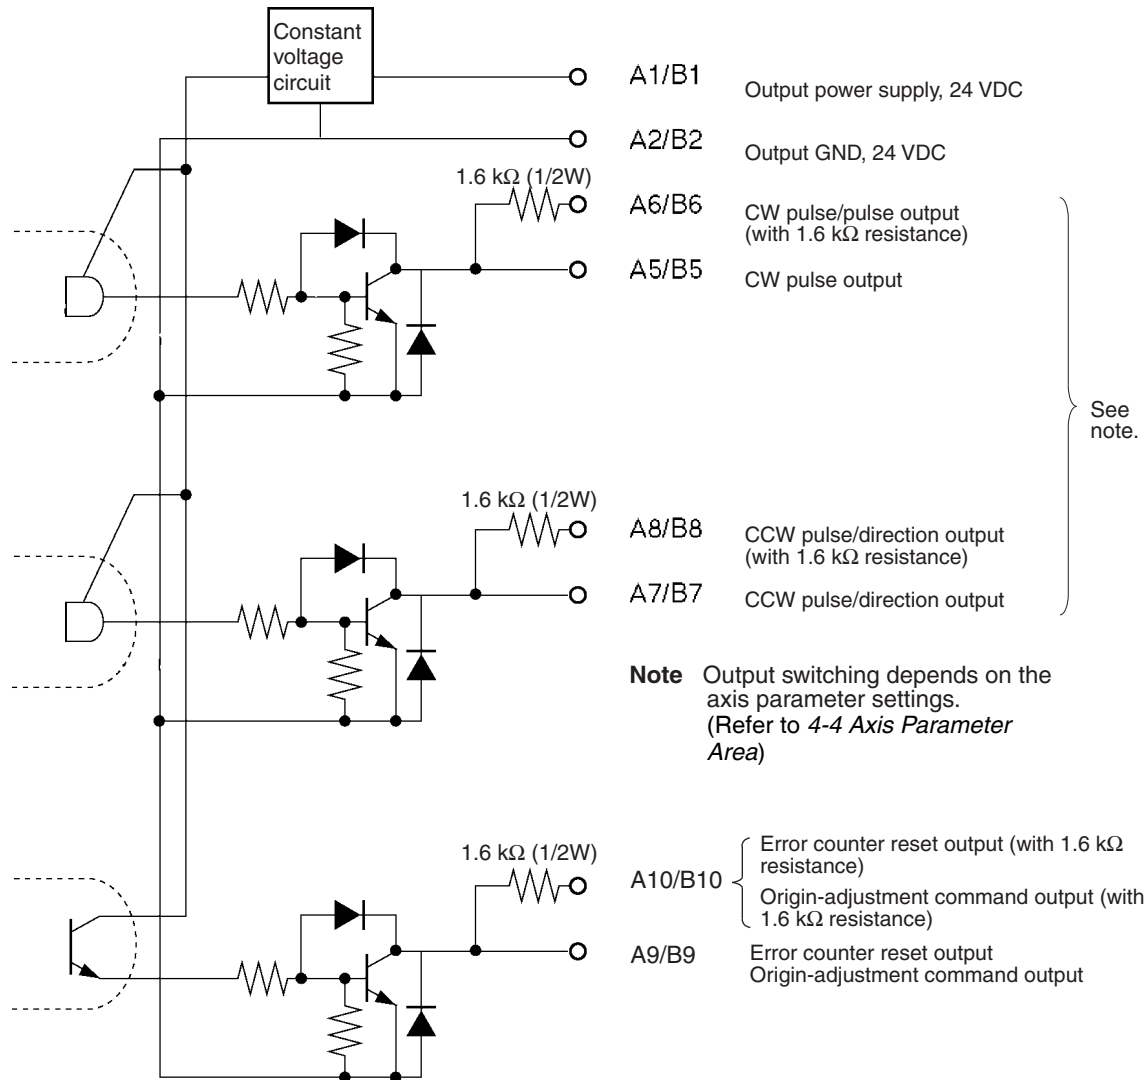 Constant
voltage
circuit
A1/B1
Output power supply, 24 VDC
A2/B2
Output GND, 24 VDC
1.6 kΩ (1/2W)
A6/B6
CW pulse/pulse output
(with 1.6 kΩ resistance)
A5/B5
CW pulse output
See
note.
1.6 kΩ (1/2W)
A8/B8
CCW pulse/direction output
(with 1.6 kΩ resistance)
A7/B7
CCW pulse/direction output
Note Output switching depends on the
axis parameter settings.
(Refer to 4-4 Axis Parameter
Area)
1.6 kΩ (1/2W)
A10/B10
Error counter reset output (with 1.6 kΩ
resistance)
Origin-adjustment command output (with
1.6 kΩ resistance)
A9/B9
Error counter reset output
Origin-adjustment command output